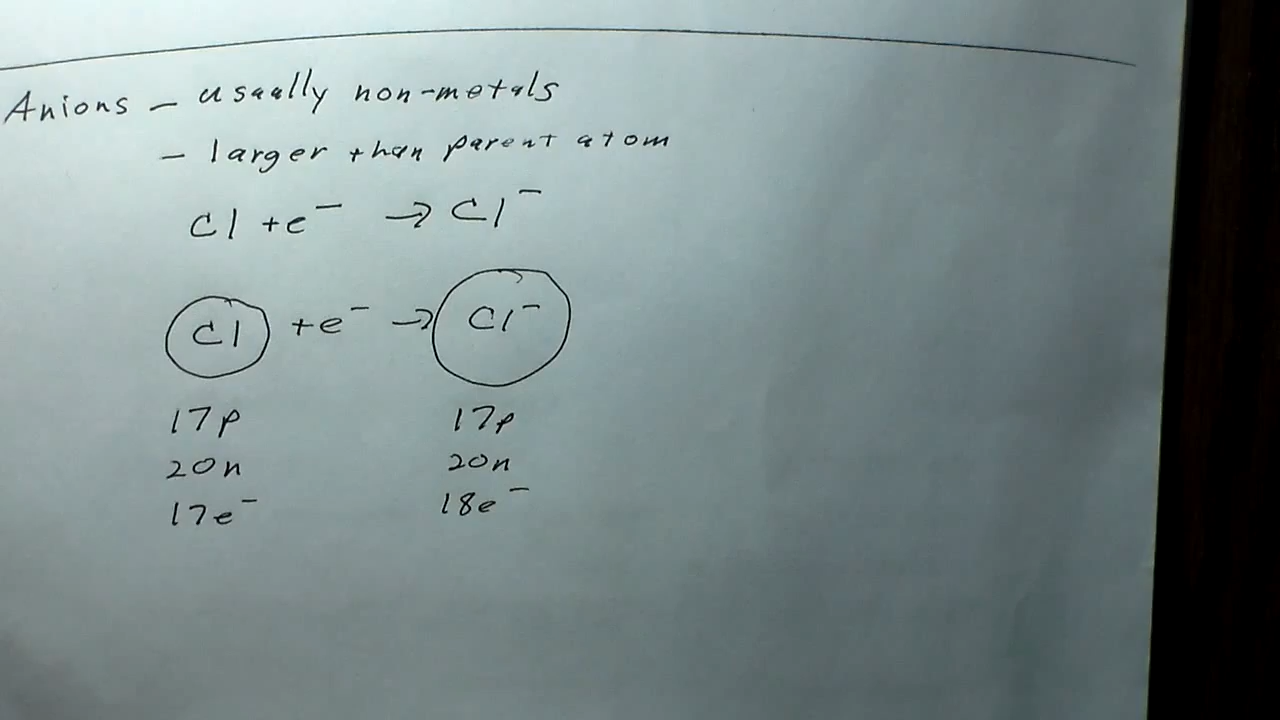 Anions - usually non-metals
- larger than parent atom
Cl + e⁻ → Cl⁻
Cl + e⁻ → Cl⁻
17p 17p
20n 20n
17e⁻ 18e⁻